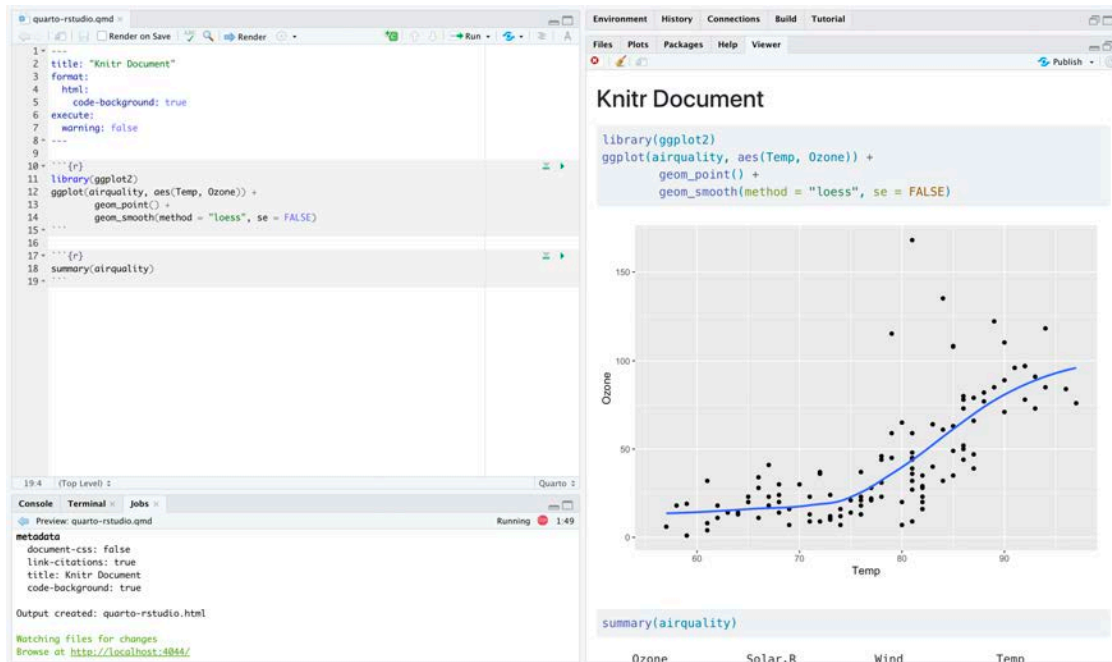 quarto-rstudio.qmd ×
Render on Save ABC Render Run
1 ---
2 title: "Knitr Document"
3 format:
4 html:
5 code-background: true
6 execute:
7 warning: false
8 ---
9
10 ```{r}
11 library(ggplot2)
12 ggplot(airquality, aes(Temp, Ozone)) +
13 geom_point() +
14 geom_smooth(method = "loess", se = FALSE)
15 ```
16
17 ```{r}
18 summary(airquality)
19 ```
19:4 (Top Level) Quarto
Console Terminal × Jobs ×
Preview: quarto-rstudio.qmd Running 1:49
metadata
document-css: false
link-citations: true
title: Knitr Document
code-background: true
Output created: quarto-rstudio.html
Watching files for changes
Browse at http://localhost:4044/
Environment History Connections Build Tutorial
Files Plots Packages Help Viewer
Publish
Knitr Document
library(ggplot2)
ggplot(airquality, aes(Temp, Ozone)) +
geom_point() +
geom_smooth(method = "loess", se = FALSE)
150
100
Ozone
50
0
60 70 80 90
Temp
summary(airquality)
Ozone Solar.R Wind Temp